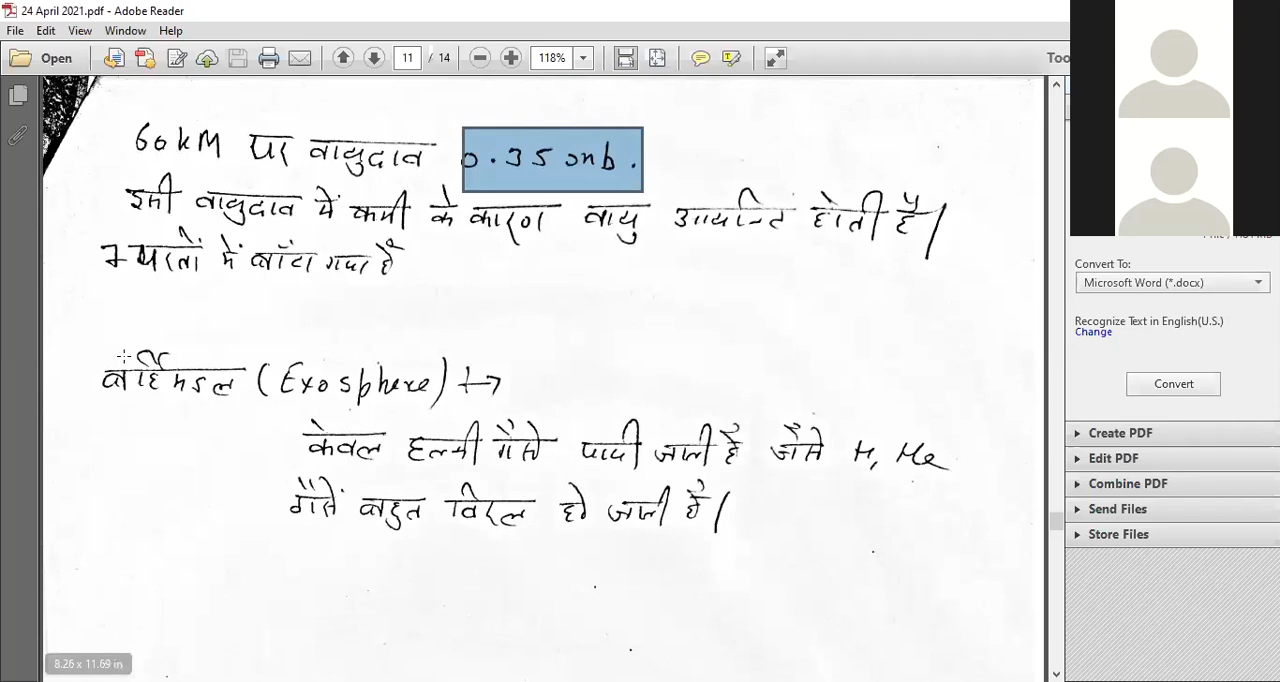 24 April 2021.pdf - Adobe Reader
File Edit View Window Help
Open 11 / 14 118% Too
60 KM पर वायुदाव 0.35 mb.
इसी वायुदाव में कमी के कारण वायु आयनित होती है।
7 परतों में बाँटा गया है
बर्हिमंडल (Exosphere) →
केवल हल्की गैसे पायी जाती है जैसे H, He
गैसें बहुत विरल हो जाती है।
Convert To:
Microsoft Word (*.docx)
Recognize Text in English(U.S.)
Change
Convert
Create PDF
Edit PDF
Combine PDF
Send Files
Store Files
8.26 x 11.69 in